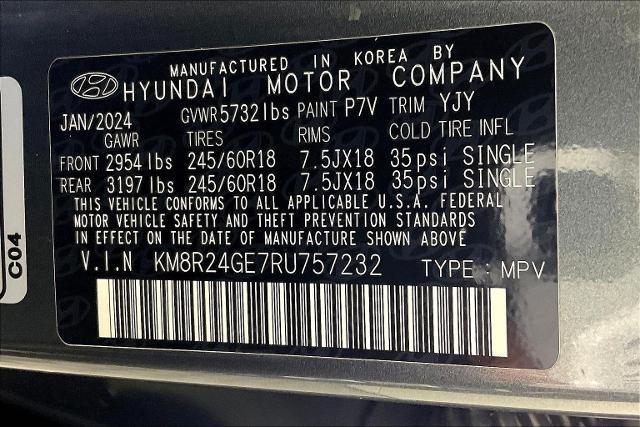 MANUFACTURED IN KOREA BY
HYUNDAI MOTOR COMPANY
JAN/2024 GVWR 5732 lbs PAINT P7V TRIM YJY
GAWR TIRES RIMS COLD TIRE INFL
FRONT 2954 lbs 245/60R18 7.5JX18 35psi SINGLE
REAR 3197 lbs 245/60R18 7.5JX18 35psi SINGLE
THIS VEHICLE CONFORMS TO ALL APPLICABLE U.S.A. FEDERAL
MOTOR VEHICLE SAFETY AND THEFT PREVENTION STANDARDS
IN EFFECT ON THE DATE OF MANUFACTURE SHOWN ABOVE
V.I.N KM8R24GE7RU757232 TYPE : MPV
C04